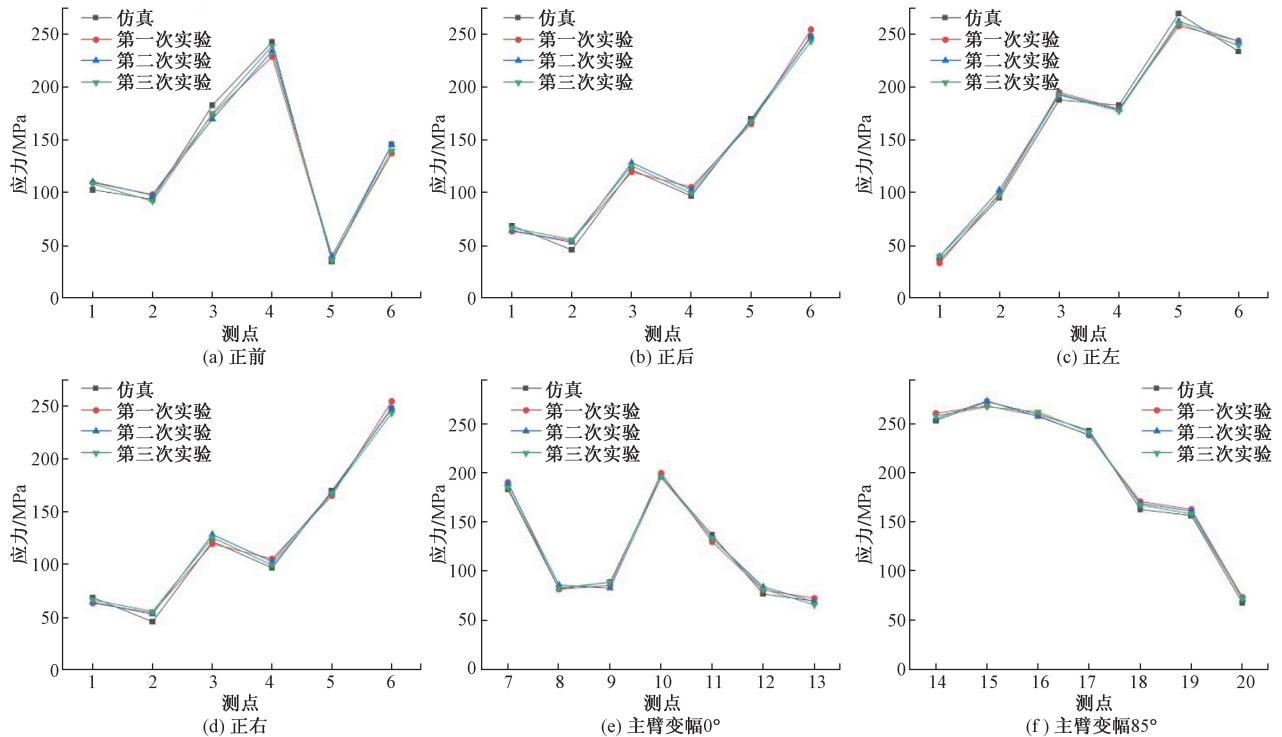 仿真
第一次实验
第二次实验
第三次实验
250
200
150
100
50
0
应力/MPa
1 2 3 4 5 6
测点
(a) 正前
仿真
第一次实验
第二次实验
第三次实验
250
200
150
100
50
0
应力/MPa
1 2 3 4 5 6
测点
(b) 正后
仿真
第一次实验
第二次实验
第三次实验
250
200
150
100
50
0
应力/MPa
1 2 3 4 5 6
测点
(c) 正左
仿真
第一次实验
第二次实验
第三次实验
250
200
150
100
50
0
应力/MPa
1 2 3 4 5 6
测点
(d) 正右
仿真
第一次实验
第二次实验
第三次实验
250
200
150
100
50
0
应力/MPa
7 8 9 10 11 12 13
测点
(e) 主臂变幅0°
仿真
第一次实验
第二次实验
第三次实验
250
200
150
100
50
0
应力/MPa
14 15 16 17 18 19 20
测点
(f) 主臂变幅85°